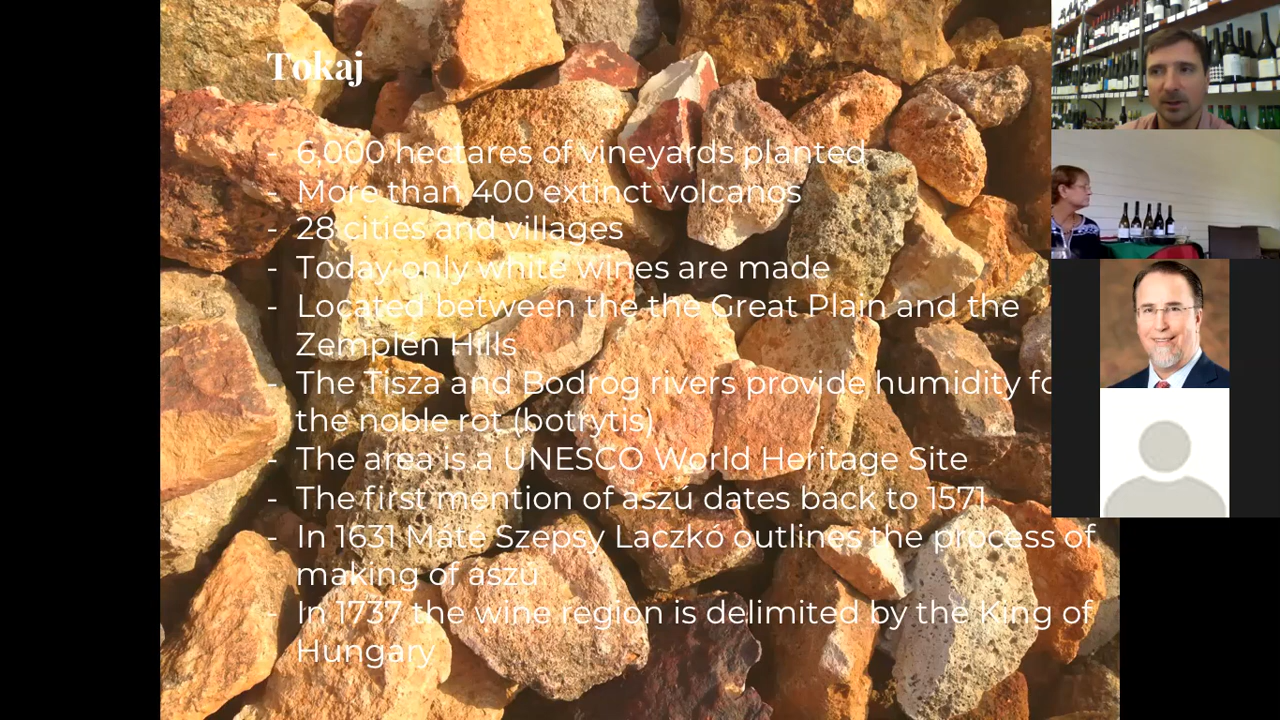 Tokaj
- 6,000 hectares of vineyards planted
- More than 400 extinct volcanos
- 28 cities and villages
- Today only white wines are made
- Located between the the Great Plain and the
Zemplén Hills
- The Tisza and Bodrog rivers provide humidity fo
the noble rot (botrytis)
- The area is a UNESCO World Heritage Site
- The first mention of aszú dates back to 1571
- In 1631 Máté Szepsy Laczkó outlines the process of
making of aszú
- In 1737 the wine region is delimited by the King of
Hungary